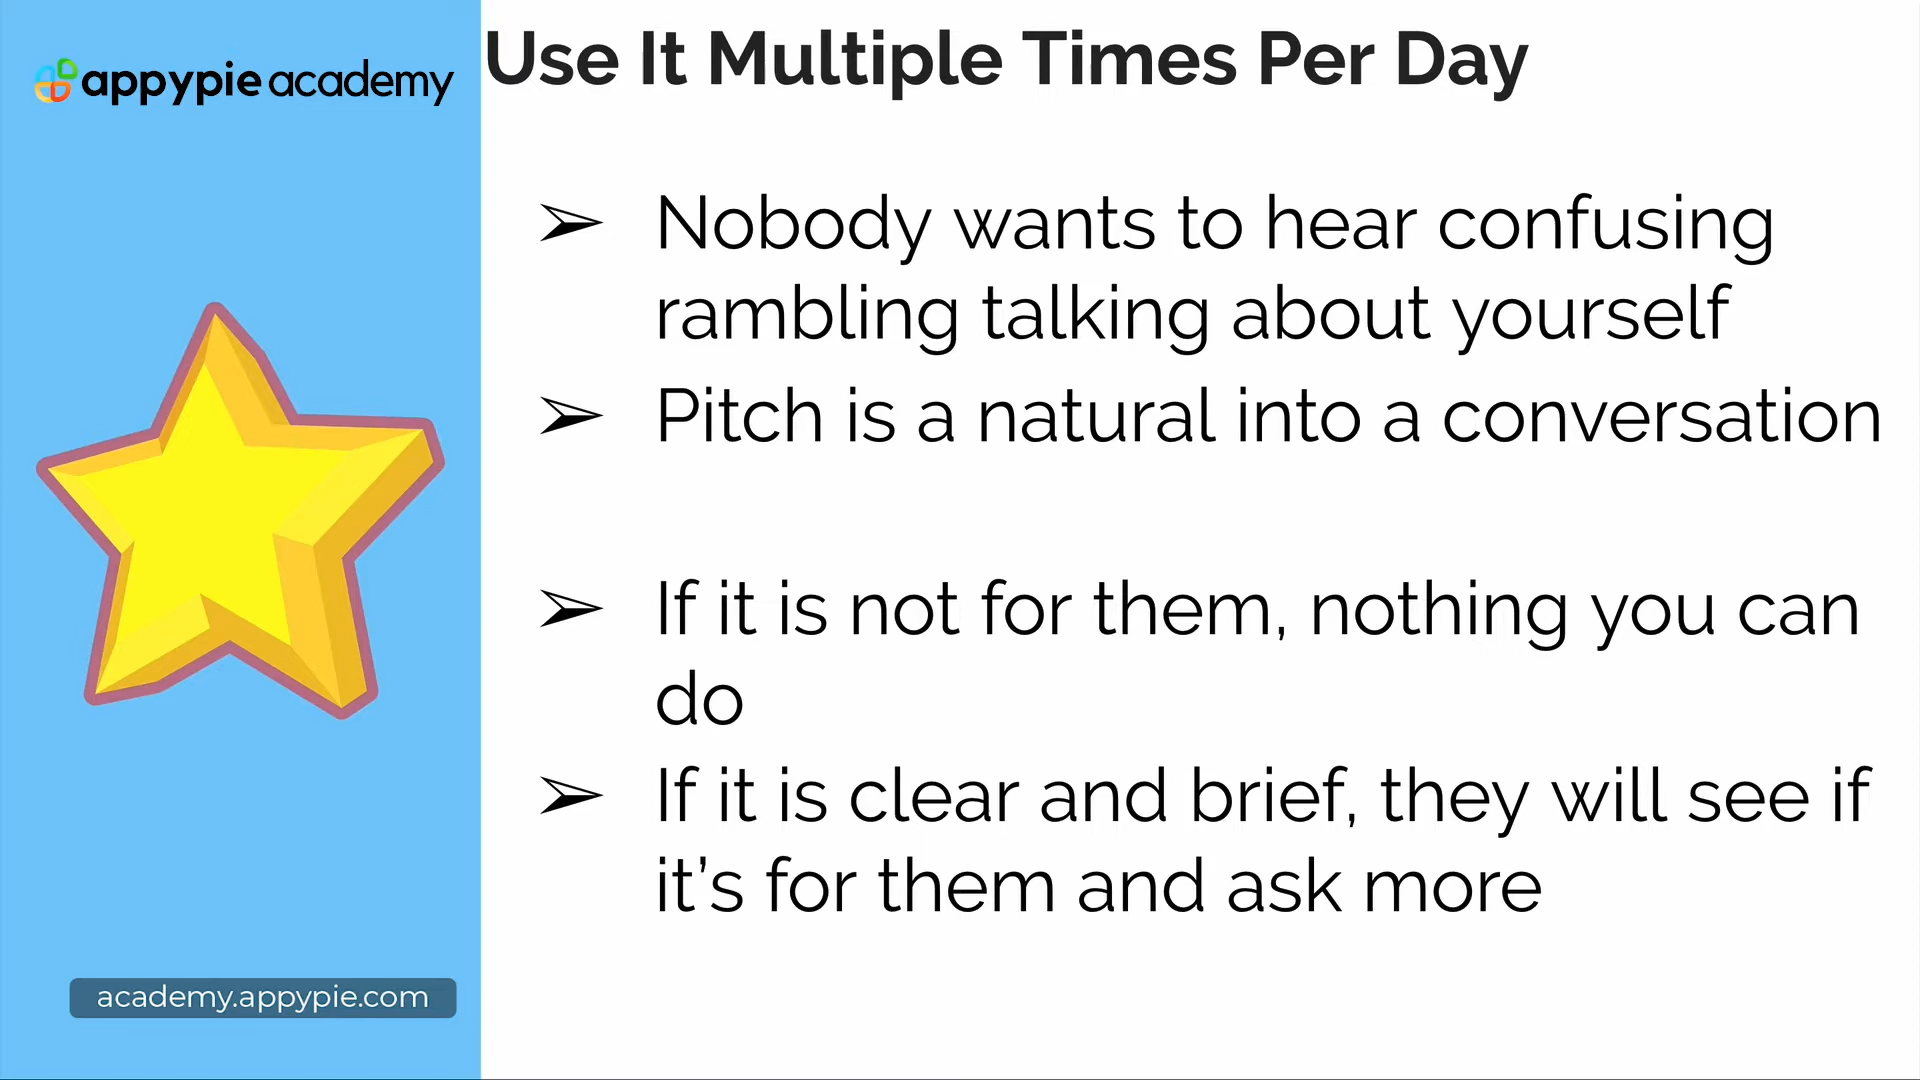 appypie academy
Use It Multiple Times Per Day
➢ Nobody wants to hear confusing
rambling talking about yourself
➢ Pitch is a natural into a conversation
➢ If it is not for them, nothing you can
do
➢ If it is clear and brief, they will see if
it’s for them and ask more
academy.appypie.com